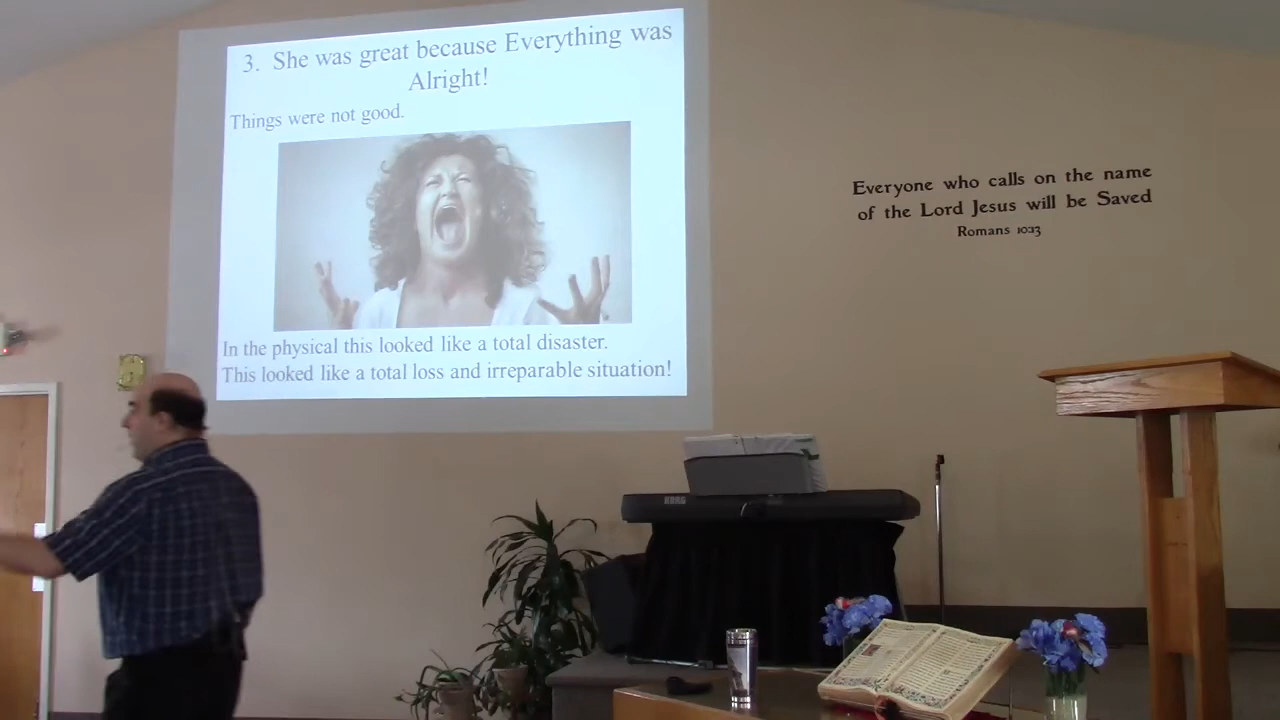 3. She was great because Everything was
Alright!
Things were not good.
In the physical this looked like a total disaster.
This looked like a total loss and irreparable situation!
Everyone who calls on the name
of the Lord Jesus will be Saved
Romans 10:13
KORG